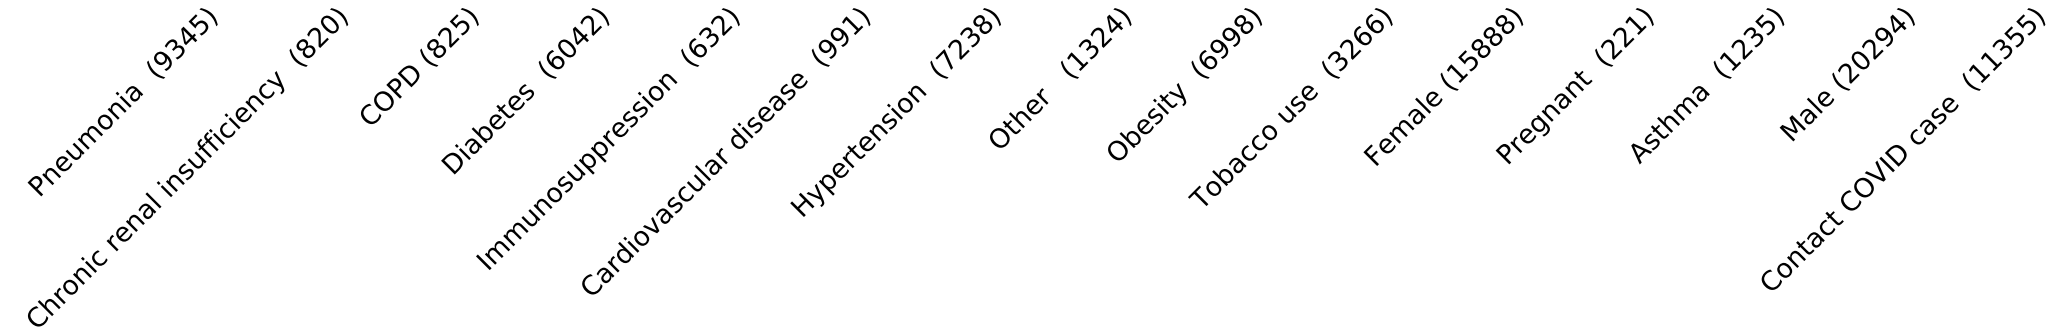 Pneumonia (9345)
Chronic renal insufficiency (820)
COPD (825)
Diabetes (6042)
Immunosuppression (632)
Cardiovascular disease (991)
Hypertension (7238)
Other (1324)
Obesity (6998)
Tobacco use (3266)
Female (15888)
Pregnant (221)
Asthma (1235)
Male (20294)
Contact COVID case (11355)